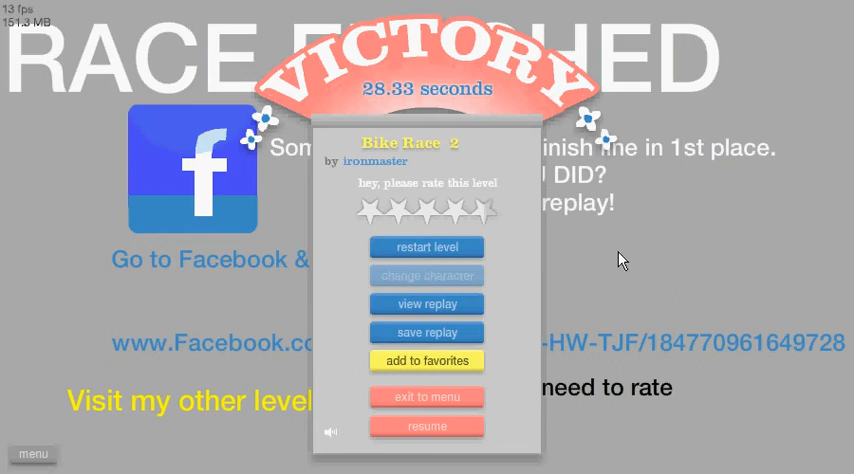 13 fps
151.3 MB
RACE F SHED
VICTORY
28.33 seconds
f
Bike Race 2
by ironmaster
hey, please rate this level
Som inish line in 1st place.
DID?
replay!
restart level
Go to Facebook &
change character
view replay
save replay
www.Facebook.co -HW-TJF/184770961649728
add to favorites
need to rate
exit to menu
Visit my other level
resume
menu